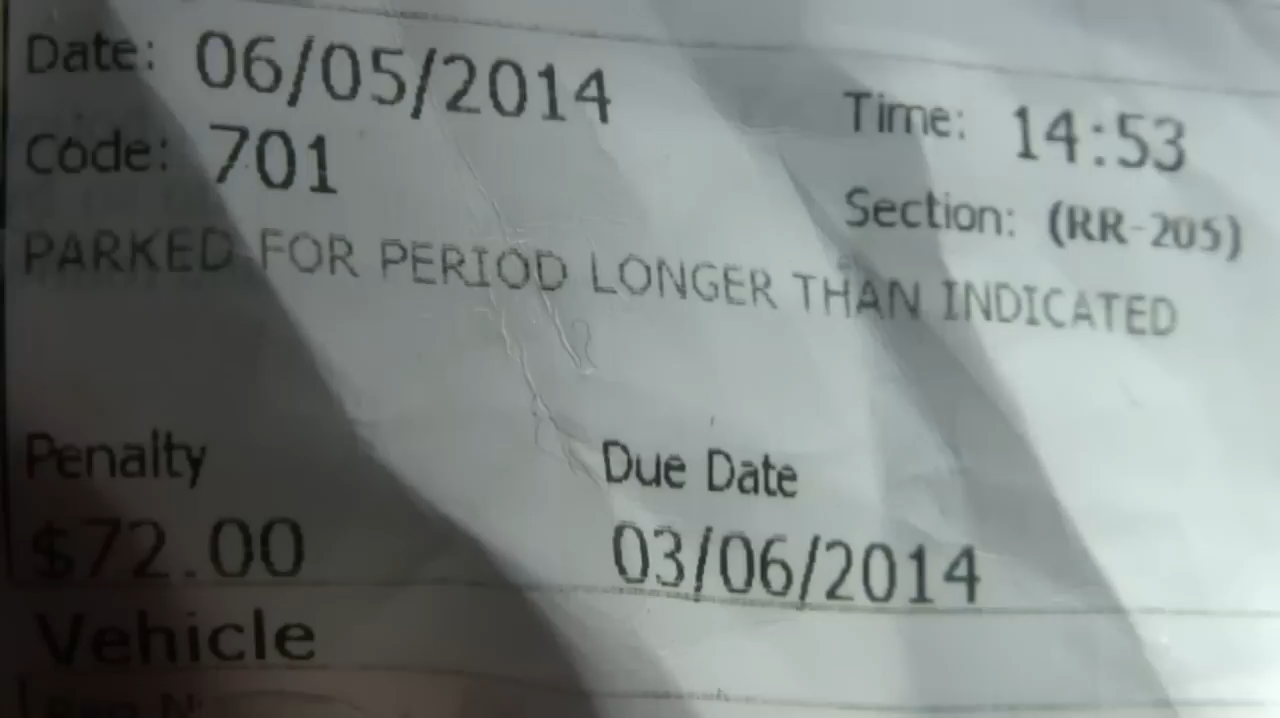 Date: 06/05/2014
Time: 14:53
Code: 701
Section: (RR-205)
PARKED FOR PERIOD LONGER THAN INDICATED
Penalty
Due Date
$72.00
03/06/2014
Vehicle